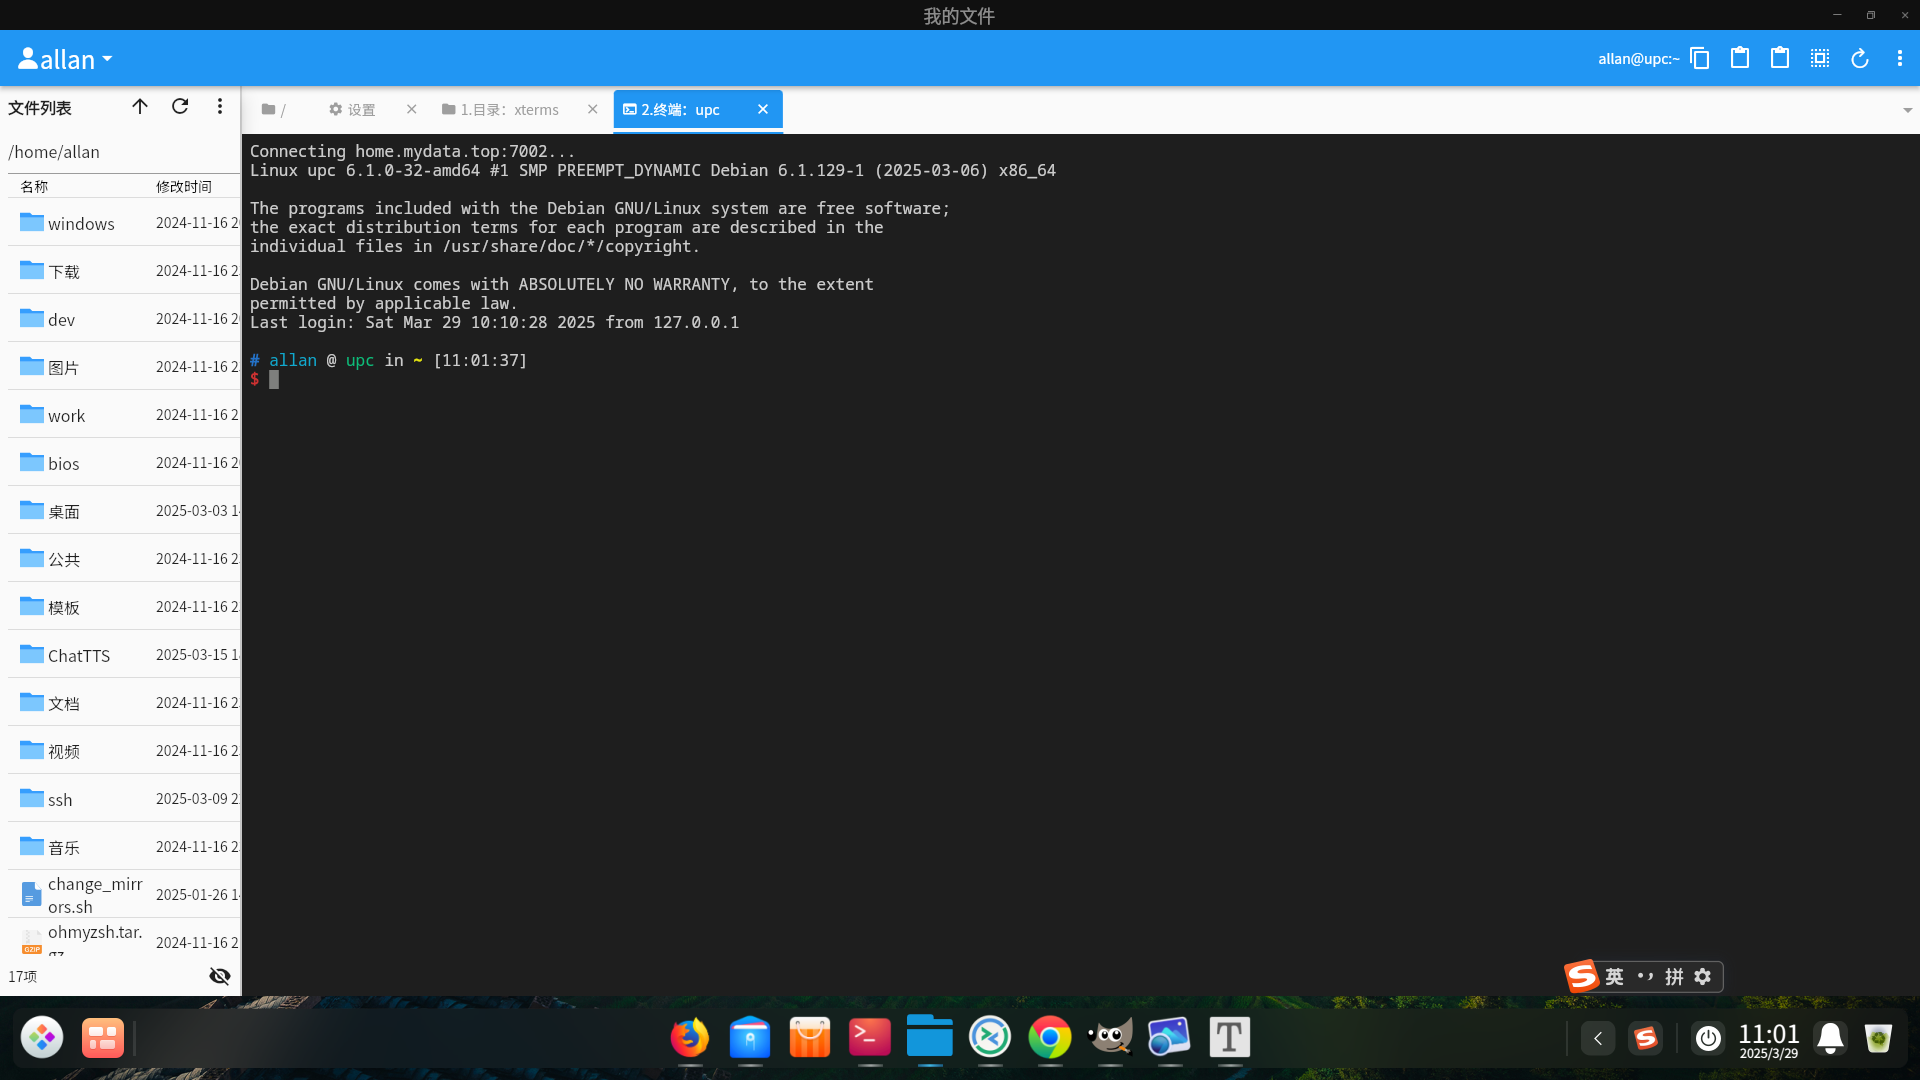 我的文件
allan
allan@upc:~
文件列表
/
设置
1.目录：xterms
2.终端：upc
/home/allan
名称 修改时间
windows 2024-11-16 2
下载 2024-11-16 2
dev 2024-11-16 2
图片 2024-11-16 2
work 2024-11-16 2
bios 2024-11-16 2
桌面 2025-03-03 1
公共 2024-11-16 2
模板 2024-11-16 2
ChatTTS 2025-03-15 1
文档 2024-11-16 2
视频 2024-11-16 2
ssh 2025-03-09 2
音乐 2024-11-16 2
change_mirr
ors.sh 2025-01-26 1
ohmyzsh.tar. 2024-11-16 2
GZIP
17项
Connecting home.mydata.top:7002...
Linux upc 6.1.0-32-amd64 #1 SMP PREEMPT_DYNAMIC Debian 6.1.129-1 (2025-03-06) x86_64
The programs included with the Debian GNU/Linux system are free software;
the exact distribution terms for each program are described in the
individual files in /usr/share/doc/*/copyright.
Debian GNU/Linux comes with ABSOLUTELY NO WARRANTY, to the extent
permitted by applicable law.
Last login: Sat Mar 29 10:10:28 2025 from 127.0.0.1
# allan @ upc in ~ [11:01:37]
$
英 拼
11:01
2025/3/29